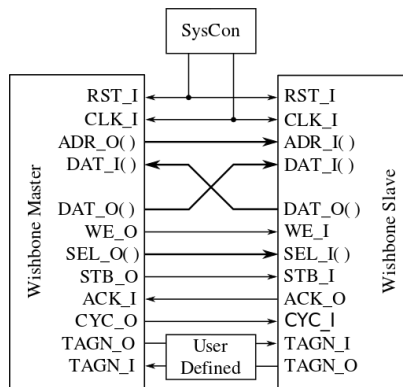 SysCon
Wishbone Master
Wishbone Slave
RST_I RST_I
CLK_I CLK_I
ADR_O() ADR_I()
DAT_I() DAT_I()
DAT_O() DAT_O()
WE_O WE_I
SEL_O() SEL_I()
STB_O STB_I
ACK_I ACK_O
CYC_O CYC_I
TAGN_O User TAGN_I
TAGN_I Defined TAGN_O